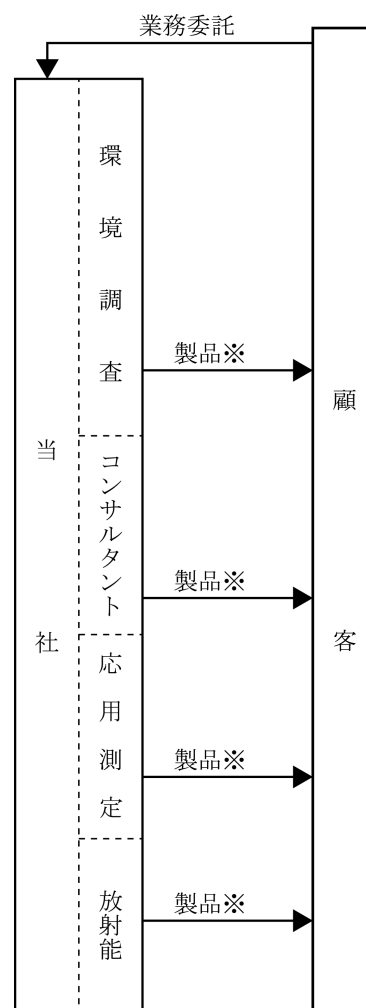 業務委託
当社
環境調査
製品※
コンサルタント
製品※
応用測定
製品※
放射能
製品※
顧客